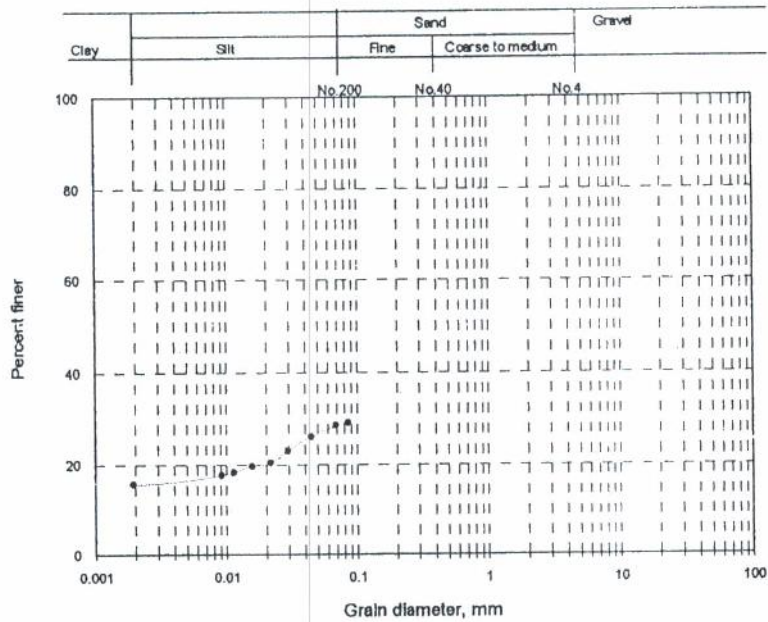 Sand
Gravel
Clay
Silt
Fine
Coarse to medium
No.200
No.40
No.4
100
80
60
40
20
0
Percent finer
0.001
0.01
0.1
1
10
100
Grain diameter, mm